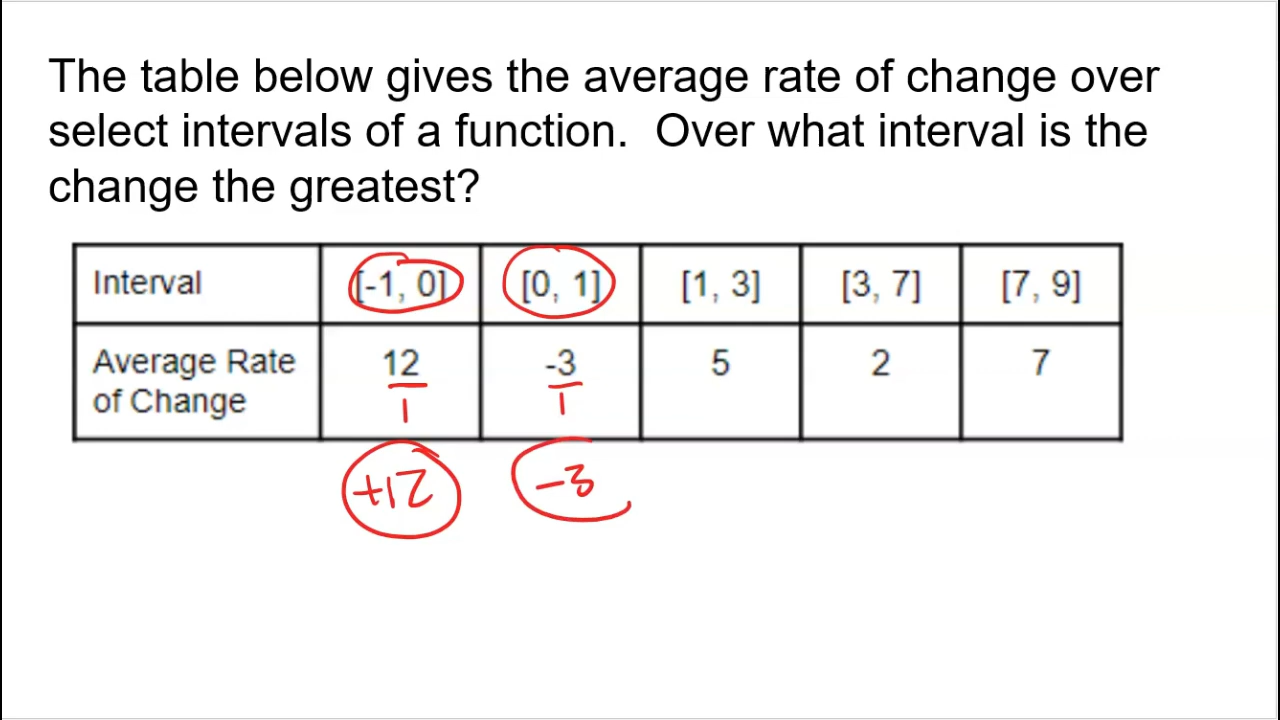 The table below gives the average rate of change over
select intervals of a function.  Over what interval is the
change the greatest?
Interval [-1, 0] [0, 1] [1, 3] [3, 7] [7, 9]
Average Rate 12 -3 5 2 7
of Change 1 1
+12 -3